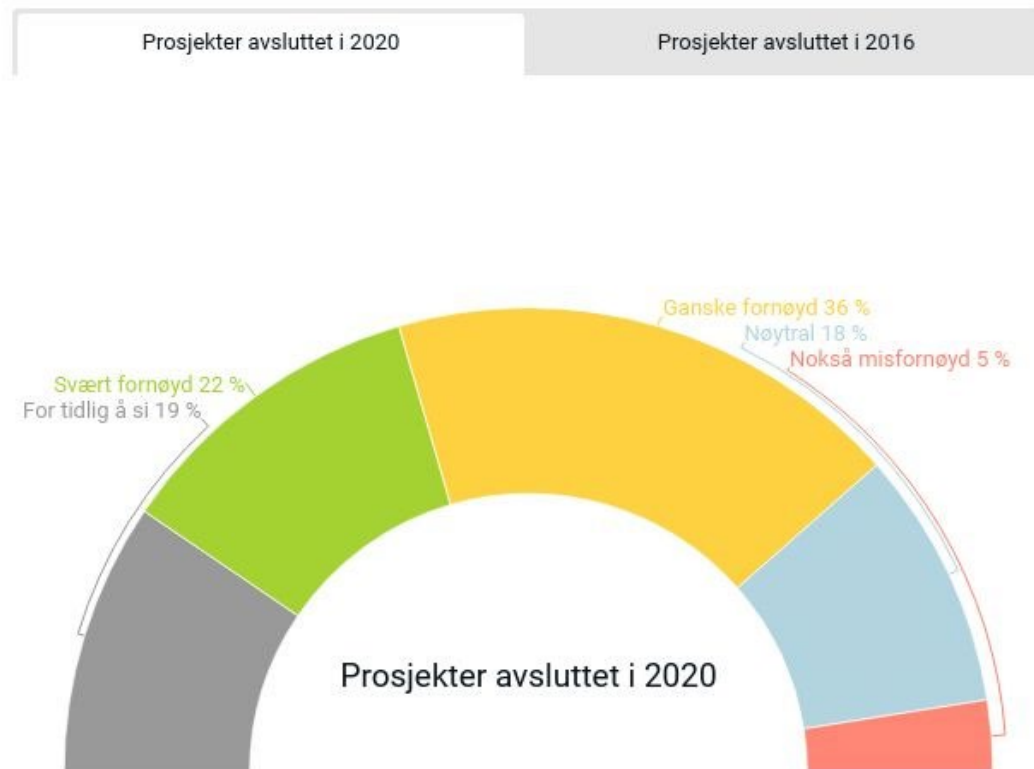 Prosjekter avsluttet i 2020
Prosjekter avsluttet i 2016
Ganske fornøyd 36 %
Nøytral 18 %
Nokså misfornøyd 5 %
Svært fornøyd 22 %
For tidlig å si 19 %
Prosjekter avsluttet i 2020